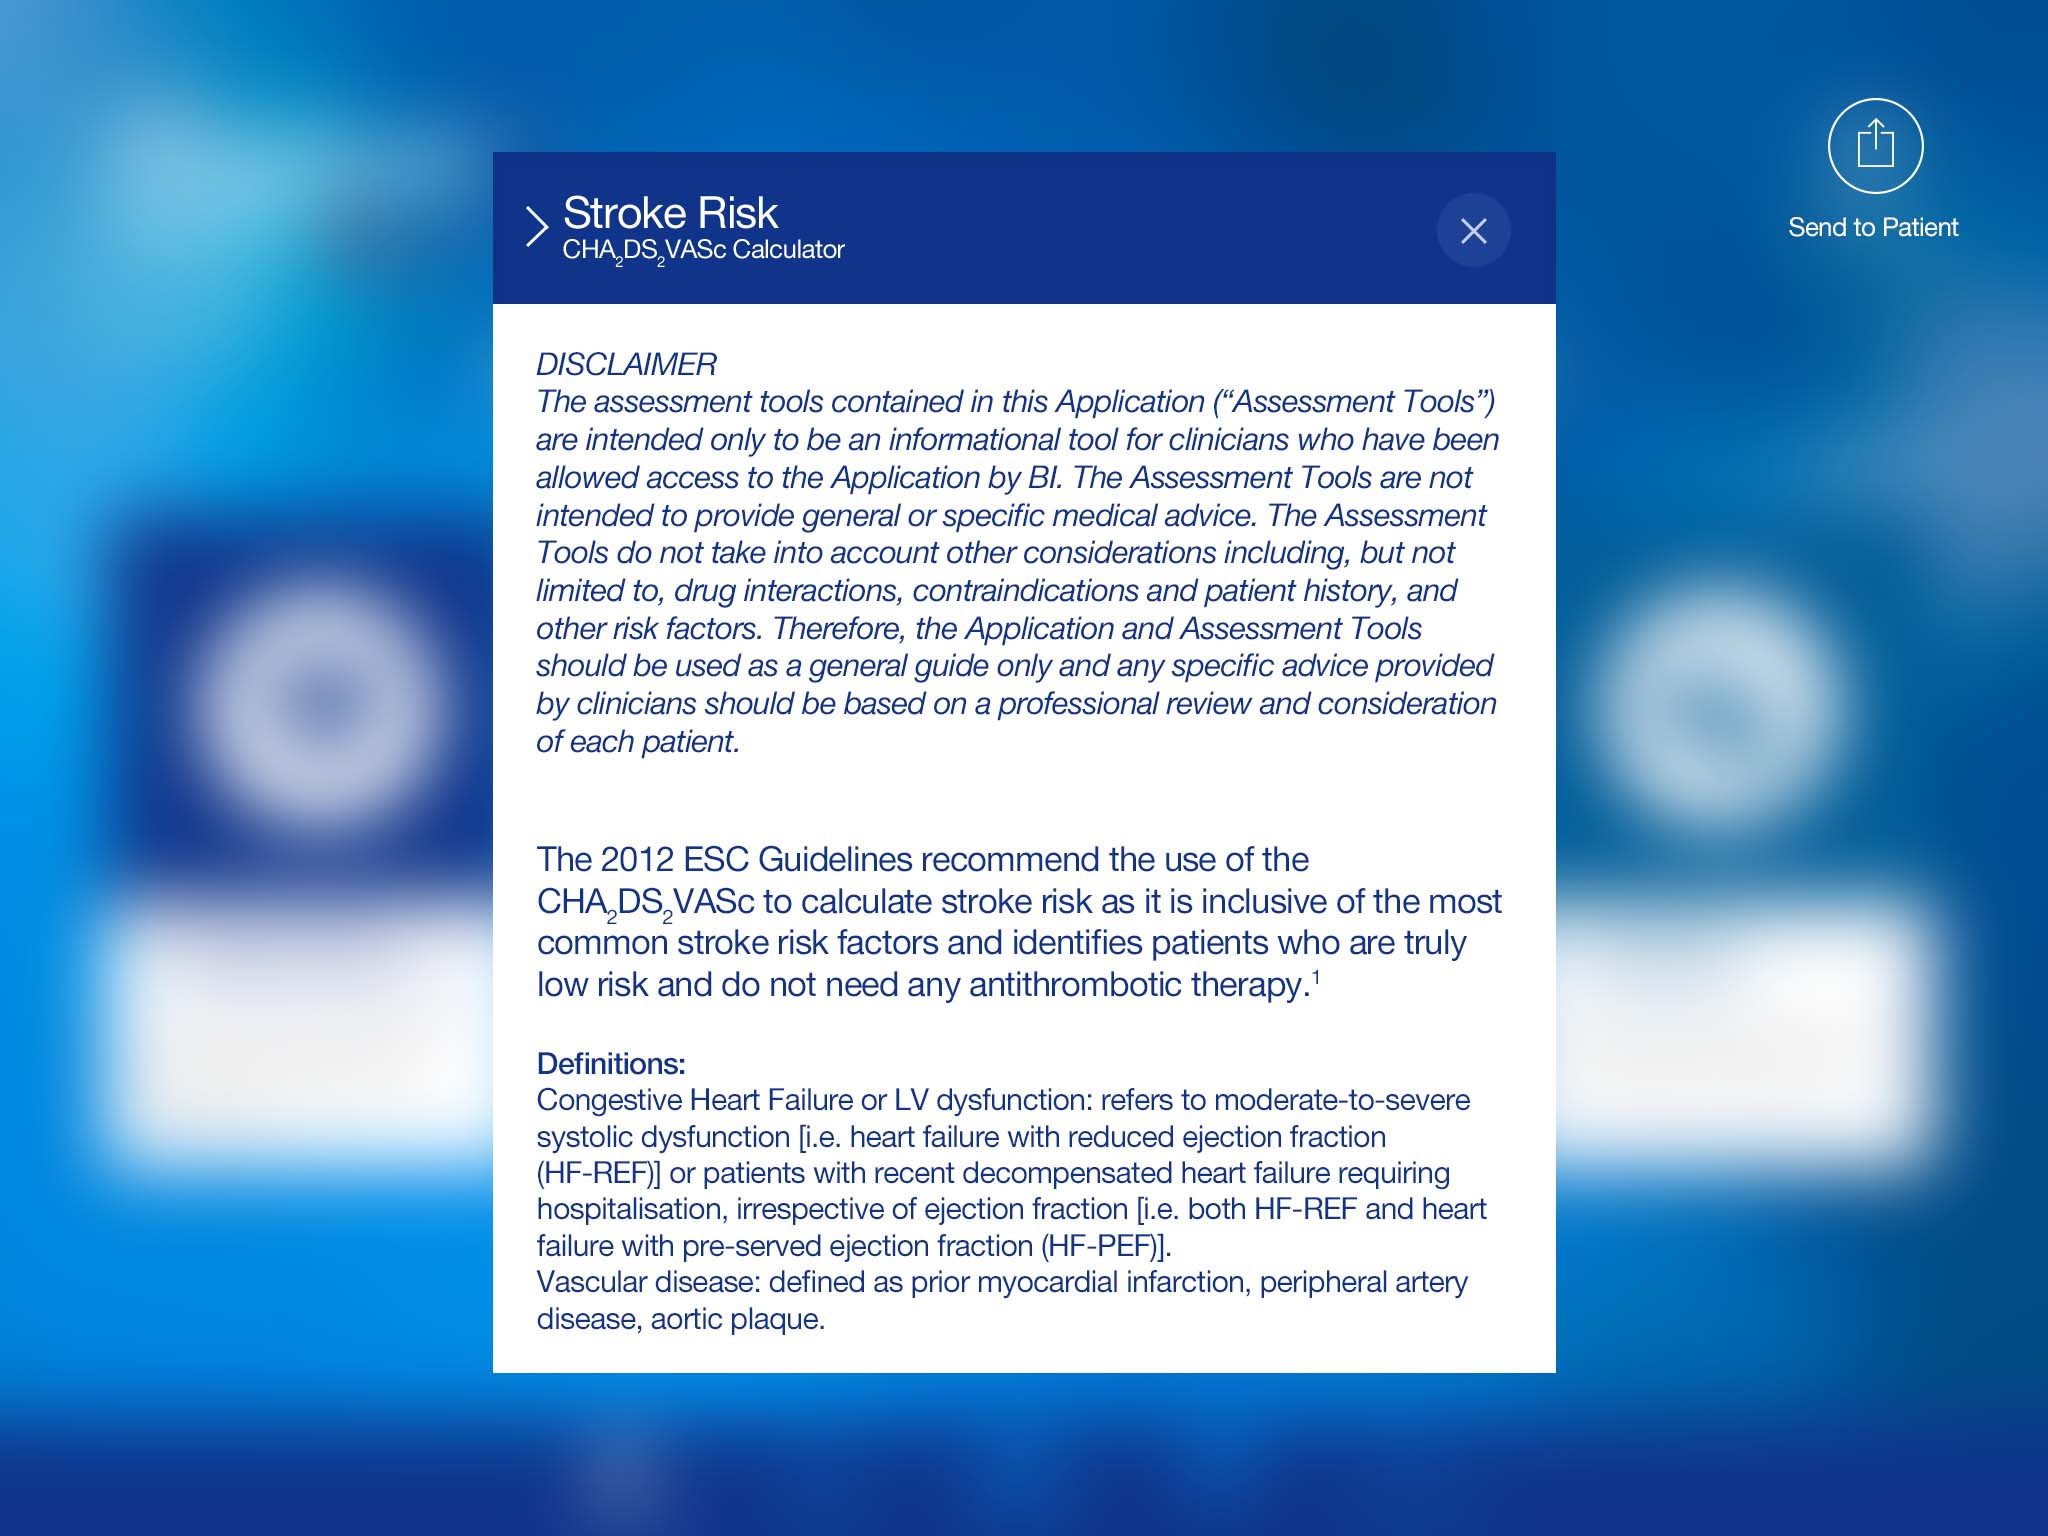 Stroke Risk
CHA₂DS₂VASc Calculator
Send to Patient
DISCLAIMER
The assessment tools contained in this Application (“Assessment Tools”)
are intended only to be an informational tool for clinicians who have been
allowed access to the Application by BI. The Assessment Tools are not
intended to provide general or specific medical advice. The Assessment
Tools do not take into account other considerations including, but not
limited to, drug interactions, contraindications and patient history, and
other risk factors. Therefore, the Application and Assessment Tools
should be used as a general guide only and any specific advice provided
by clinicians should be based on a professional review and consideration
of each patient.
The 2012 ESC Guidelines recommend the use of the
CHA₂DS₂VASc to calculate stroke risk as it is inclusive of the most
common stroke risk factors and identifies patients who are truly
low risk and do not need any antithrombotic therapy.¹
Definitions:
Congestive Heart Failure or LV dysfunction: refers to moderate-to-severe
systolic dysfunction [i.e. heart failure with reduced ejection fraction
(HF-REF)] or patients with recent decompensated heart failure requiring
hospitalisation, irrespective of ejection fraction [i.e. both HF-REF and heart
failure with pre-served ejection fraction (HF-PEF)].
Vascular disease: defined as prior myocardial infarction, peripheral artery
disease, aortic plaque.